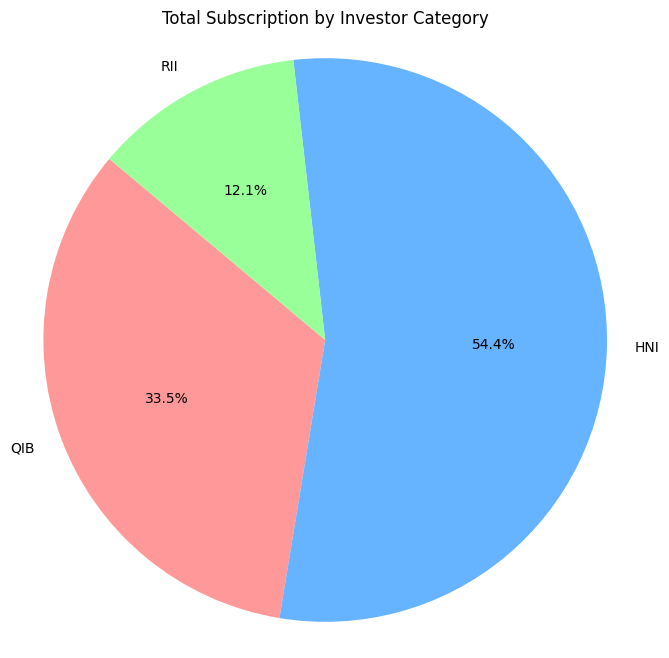 Total Subscription by Investor Category
RII
12.1%
54.4%
HNI
33.5%
QIB